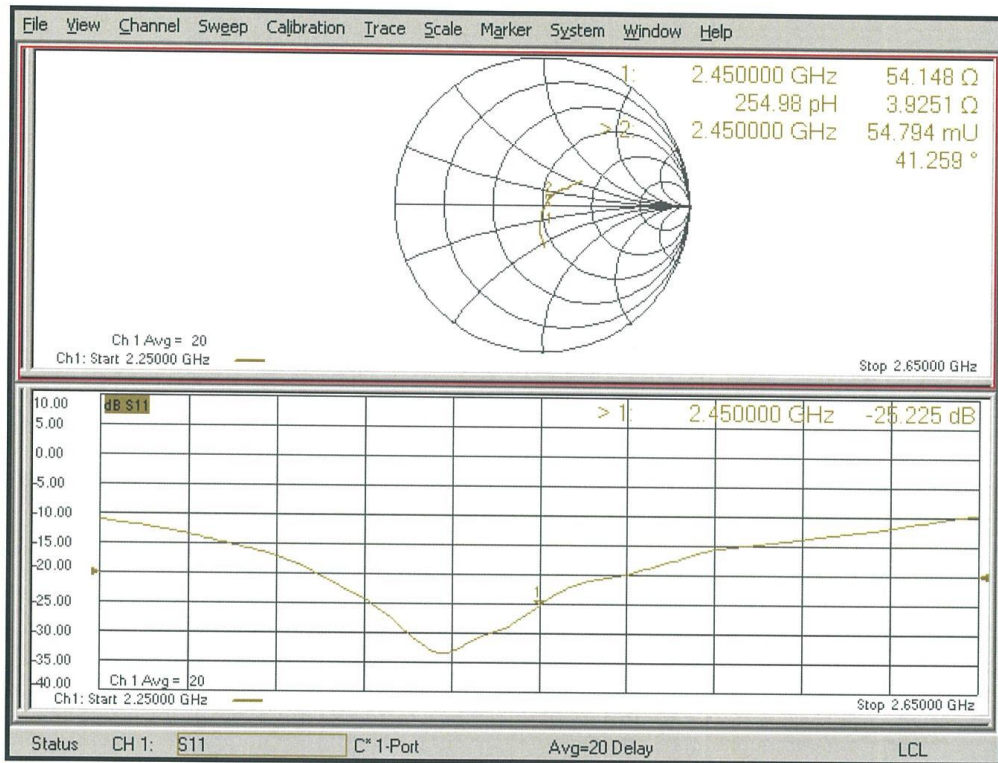 File View Channel Sweep Calibration Trace Scale Marker System Window Help
1: 2.450000 GHz 54.148 Ω
254.98 pH 3.9251 Ω
> 2: 2.450000 GHz 54.794 mU
41.259 °
2
1
Ch 1 Avg = 20
Ch1: Start 2.25000 GHz
Stop 2.65000 GHz
dB S11
> 1: 2.450000 GHz -25.225 dB
10.00
5.00
0.00
-5.00
-10.00
-15.00
-20.00
-25.00
-30.00
-35.00
-40.00
1
Ch 1 Avg = 20
Ch1: Start 2.25000 GHz
Stop 2.65000 GHz
Status CH 1: S11 C* 1-Port Avg=20 Delay LCL